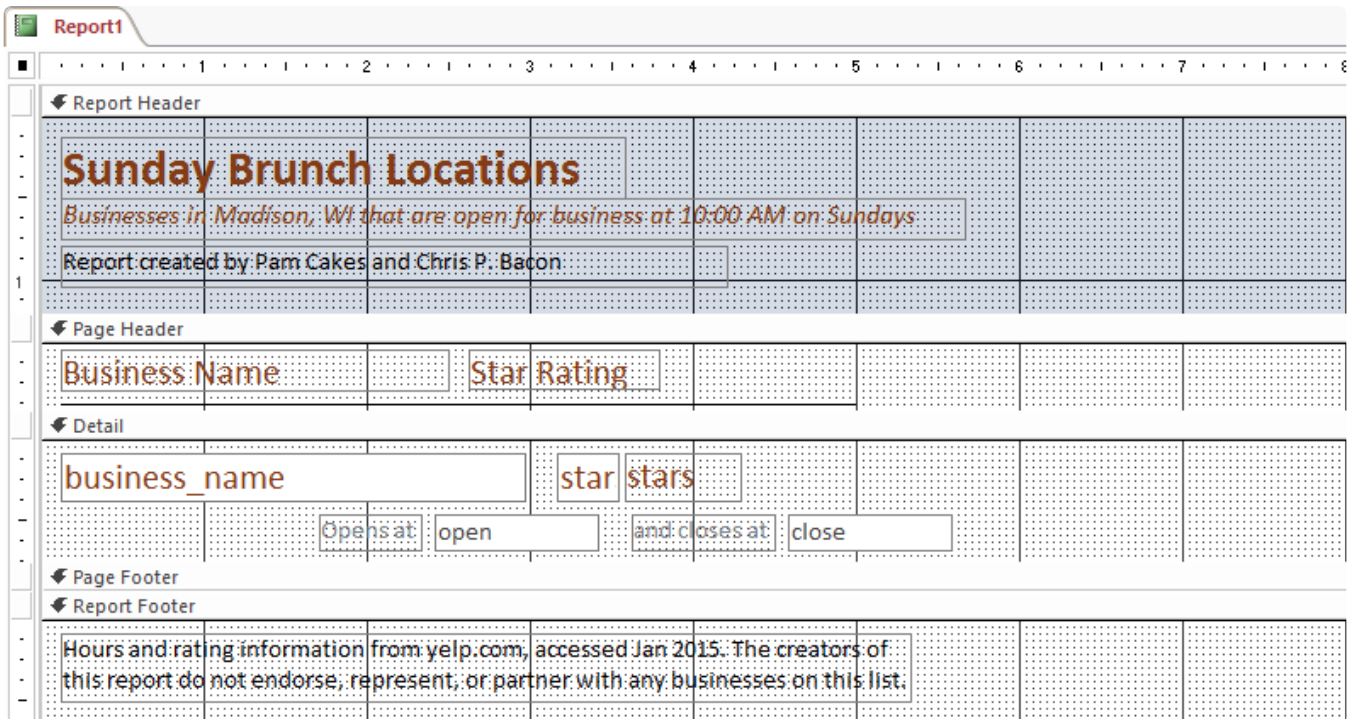 Report1
1 2 3 4 5 6 7 8
Report Header
Sunday Brunch Locations
Businesses in Madison, WI that are open for business at 10:00 AM on Sundays
Report created by Pam Cakes and Chris P. Bacon
1
Page Header
Business Name Star Rating
Detail
business_name star stars
Opens at open and closes at close
Page Footer
Report Footer
Hours and rating information from yelp.com, accessed Jan 2015. The creators of
this report do not endorse, represent, or partner with any businesses on this list.